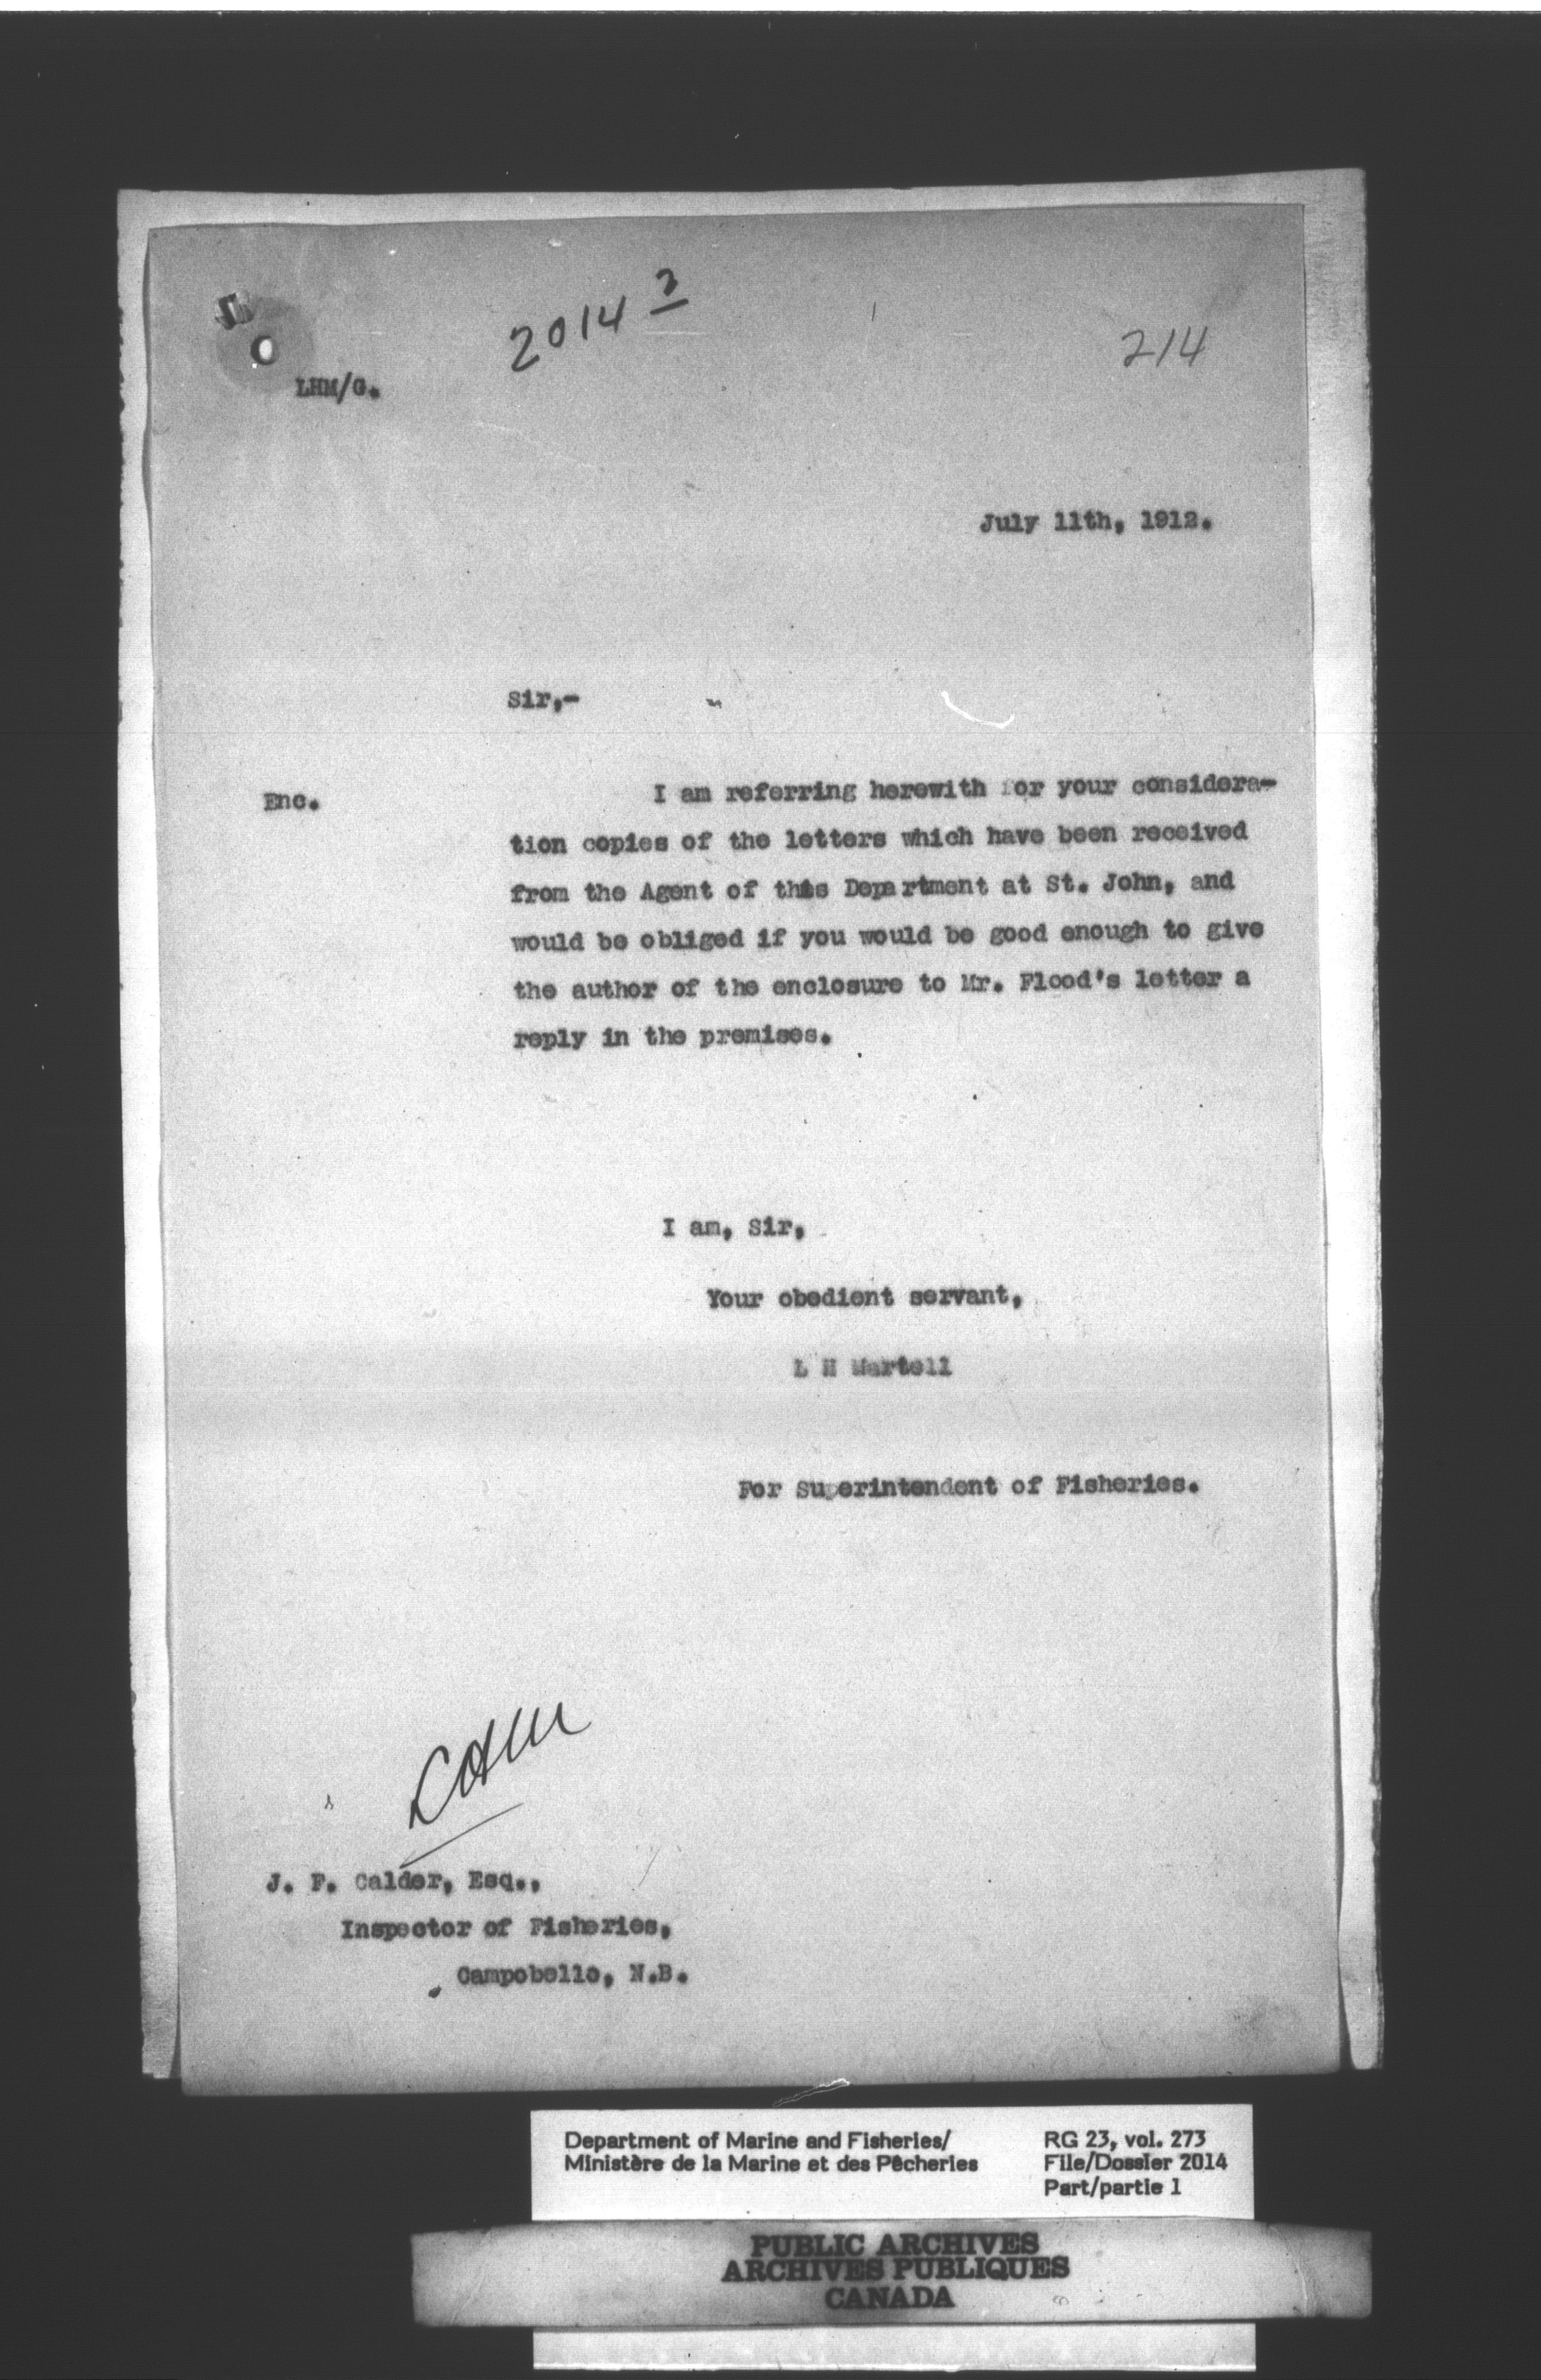 2014 3
214
LHM/G.
July 11th, 1912.
Sir,-
Enc.
I am referring herewith for your considera-
tion copies of the letters which have been received
from the Agent of this Department at St. John, and
would be obliged if you would be good enough to give
the author of the enclosure to Mr. Flood's letter a
reply in the premises.
I am, Sir,
Your obedient servant,
L H Martell
For Superintendent of Fisheries.
J. F. Calder, Esq.,
Inspector of Fisheries,
Campobello, N.B.
Department of Marine and Fisheries/
Ministère de la Marine et des Pêcheries
RG 23, vol. 273
File/Dossier 2014
Part/partie 1
PUBLIC ARCHIVES
ARCHIVES PUBLIQUES
CANADA